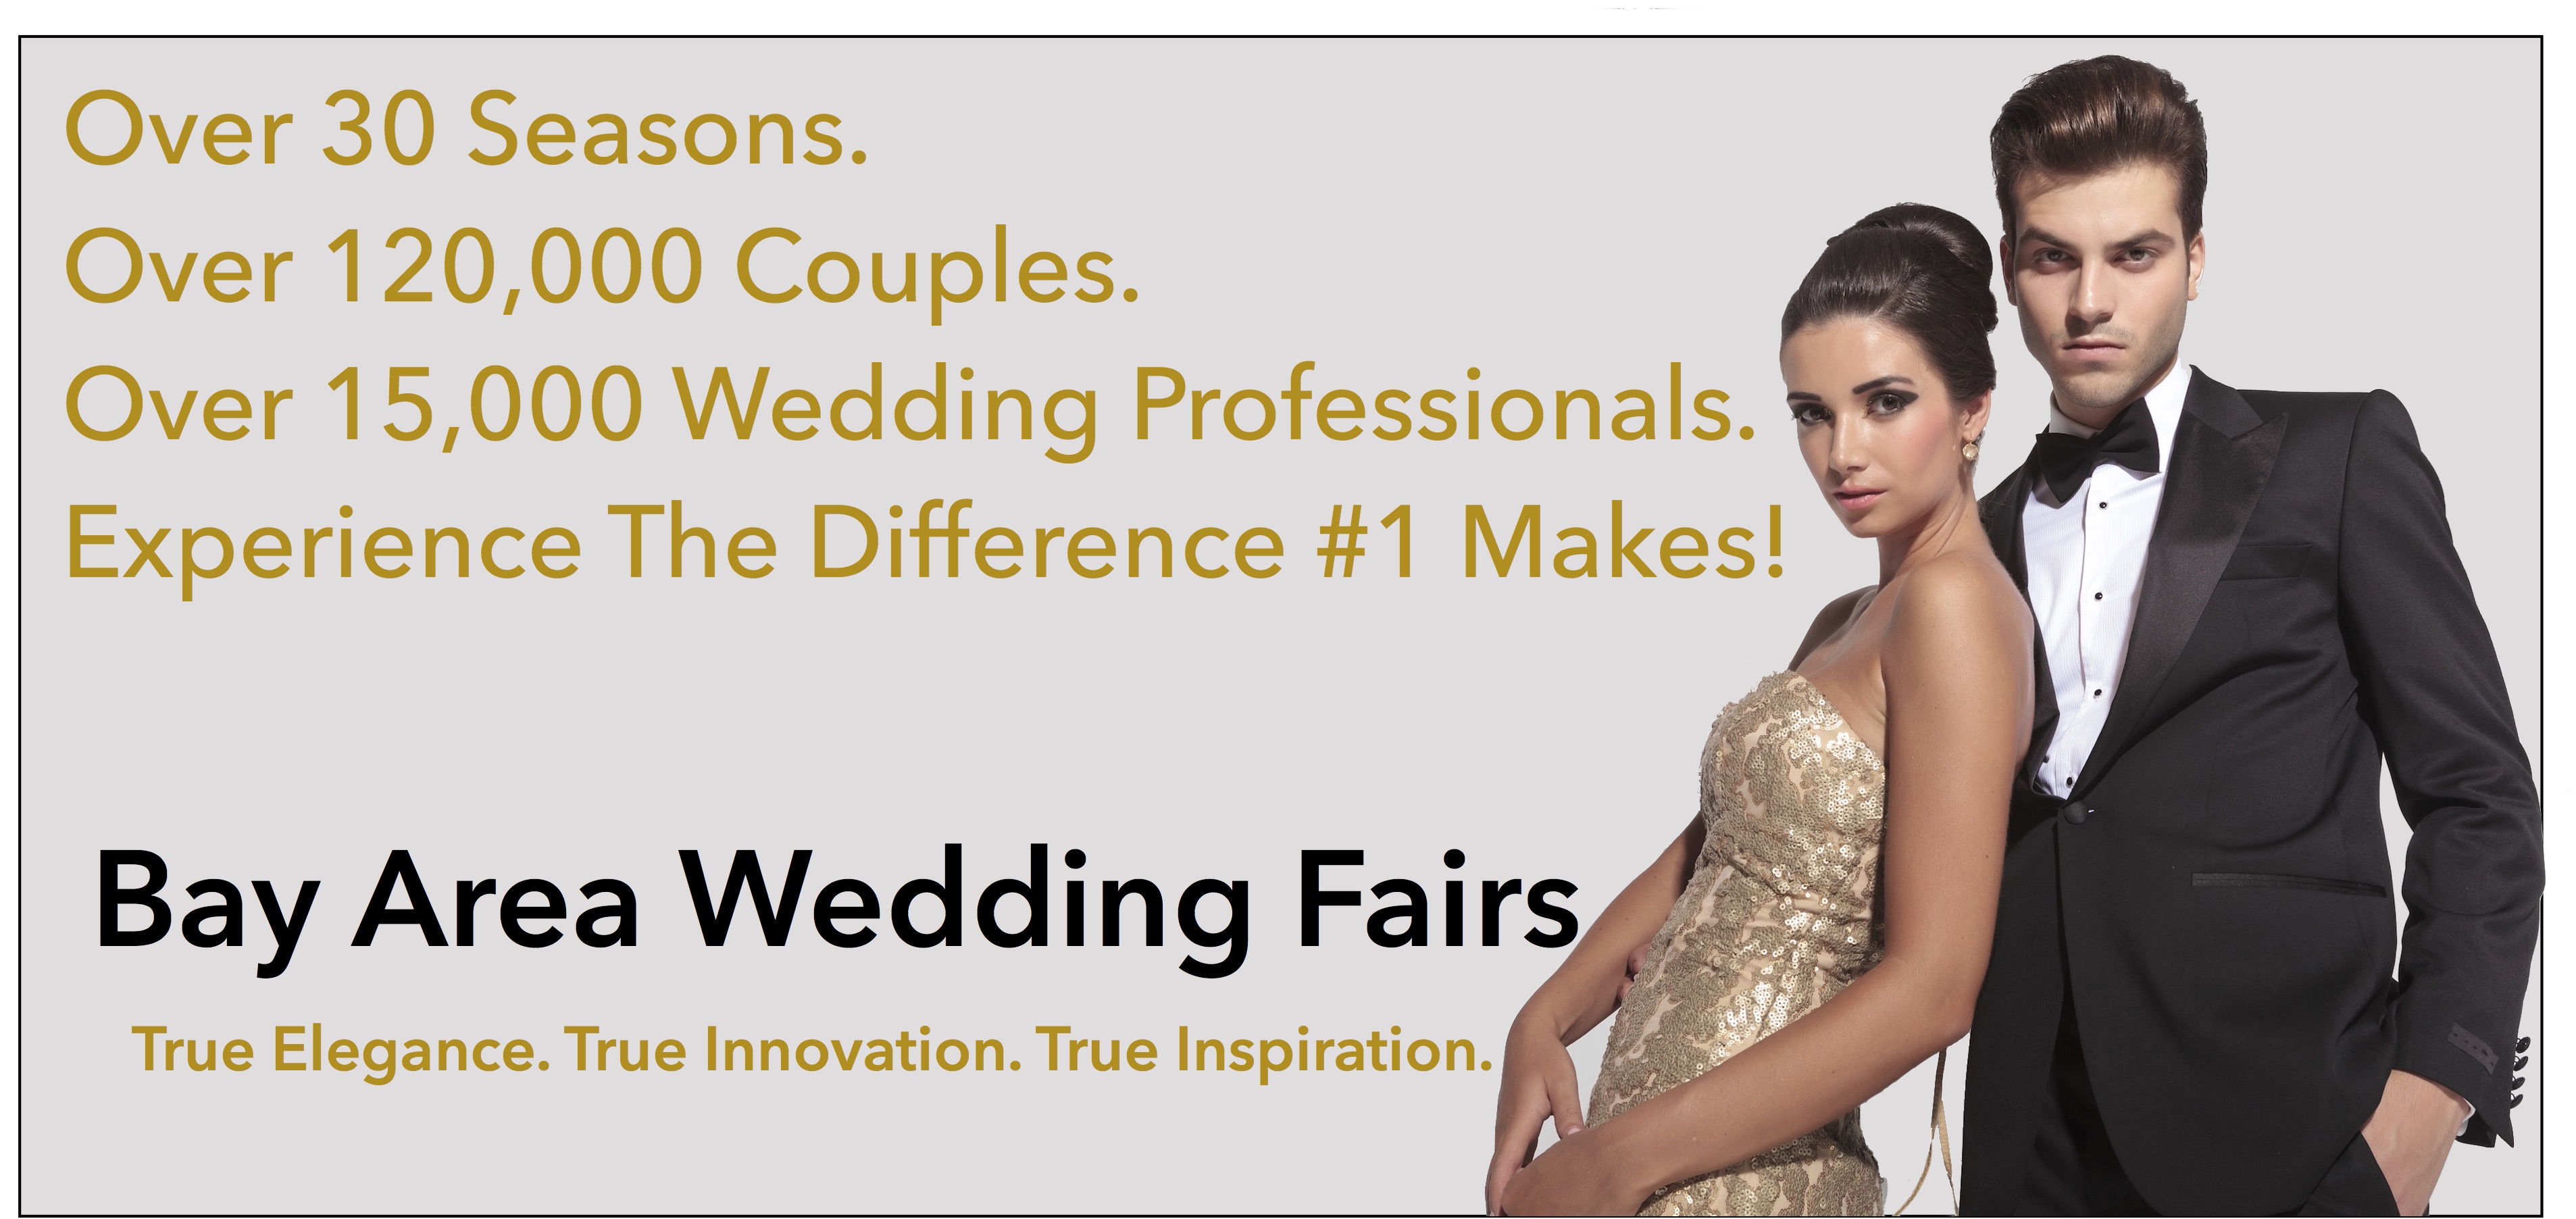 Over 30 Seasons.
Over 120,000 Couples.
Over 15,000 Wedding Professionals.
Experience The Difference #1 Makes!
Bay Area Wedding Fairs
True Elegance. True Innovation. True Inspiration.